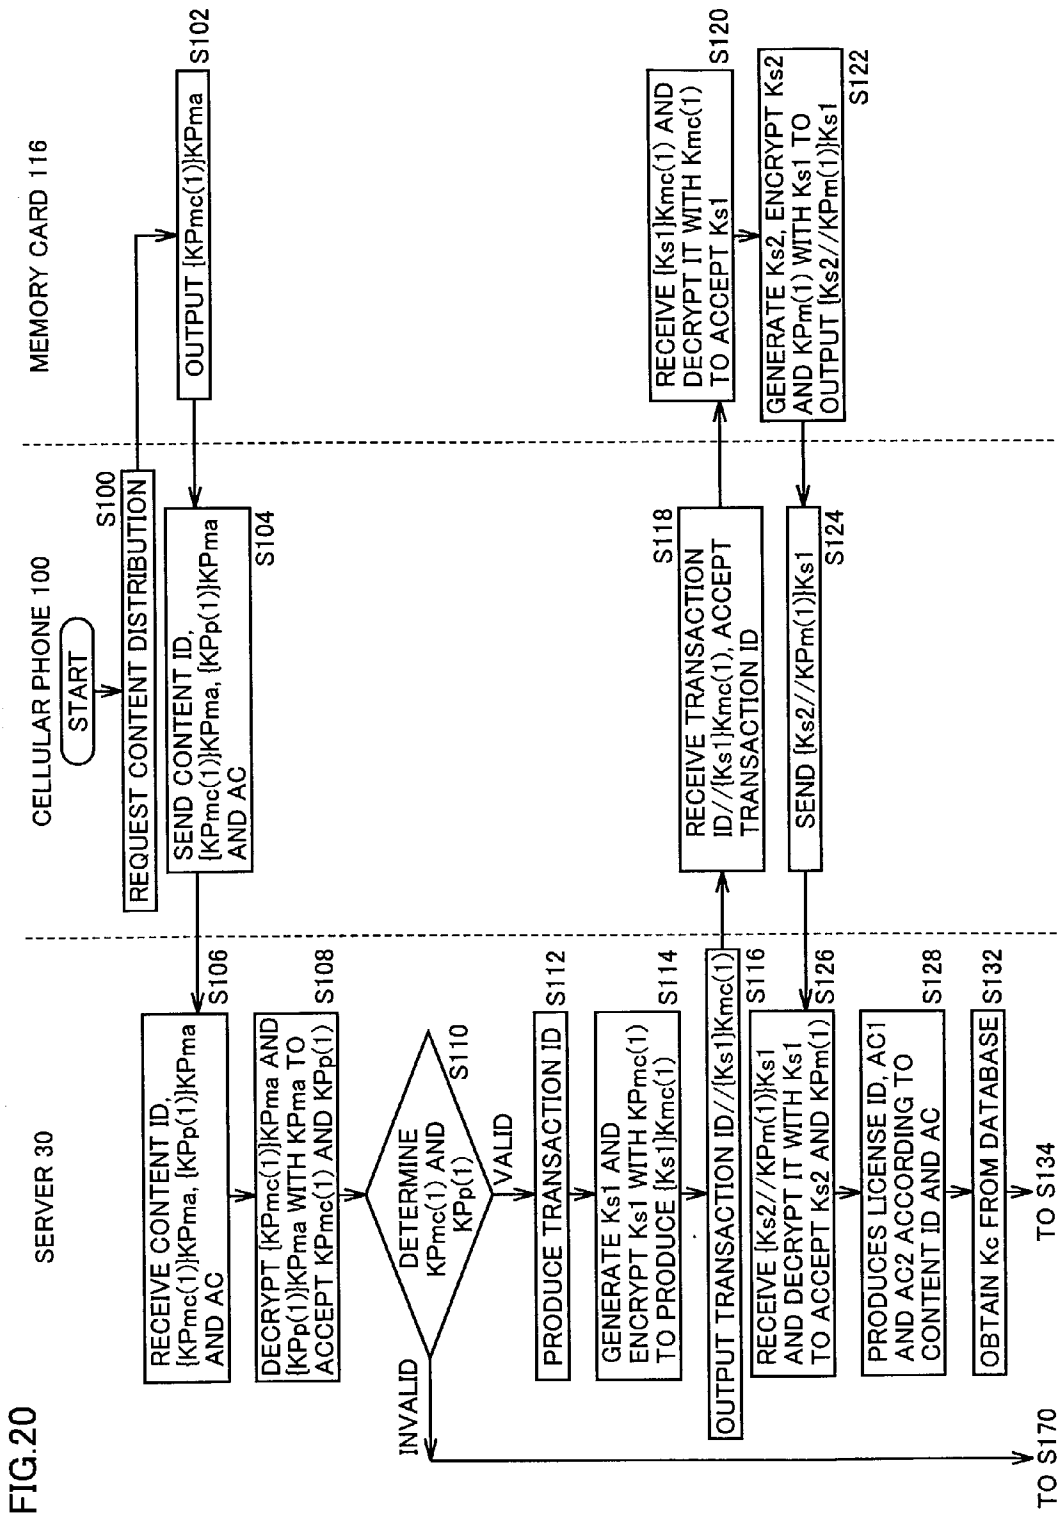 FIG.20
SERVER 30
CELLULAR PHONE 100
MEMORY CARD 116
START
S100
REQUEST CONTENT DISTRIBUTION
S102
OUTPUT {KPmc(1)}KPma
SEND CONTENT ID,
{KPmc(1)}KPma, {KPp(1)}KPma
AND AC
S104
RECEIVE CONTENT ID,
{KPmc(1)}KPma, {KPp(1)}KPma
AND AC
S106
DECRYPT {KPmc(1)}KPma AND
{KPp(1)}KPma WITH KPma TO
ACCEPT KPmc(1) AND KPp(1)
S108
DETERMINE
KPmc(1) AND
KPp(1)
S110
INVALID
VALID
PRODUCE TRANSACTION ID
S112
GENERATE Ks1 AND
ENCRYPT Ks1 WITH KPmc(1)
TO PRODUCE {Ks1}Kmc(1)
S114
OUTPUT TRANSACTION ID//{Ks1}Kmc(1)
S116
S118
RECEIVE TRANSACTION
ID//{Ks1}Kmc(1), ACCEPT
TRANSACTION ID
RECEIVE {Ks1}Kmc(1) AND
DECRYPT IT WITH Kmc(1)
TO ACCEPT Ks1
S120
GENERATE Ks2, ENCRYPT Ks2
AND KPm(1) WITH Ks1 TO
OUTPUT {Ks2//KPm(1)}Ks1
S122
SEND {Ks2//KPm(1)}Ks1
S124
RECEIVE {Ks2//KPm(1)}Ks1
AND DECRYPT IT WITH Ks1
TO ACCEPT Ks2 AND KPm(1)
S126
PRODUCES LICENSE ID, AC1
AND AC2 ACCORDING TO
CONTENT ID AND AC
S128
OBTAIN Kc FROM DATABASE
S132
TO S134
TO S170